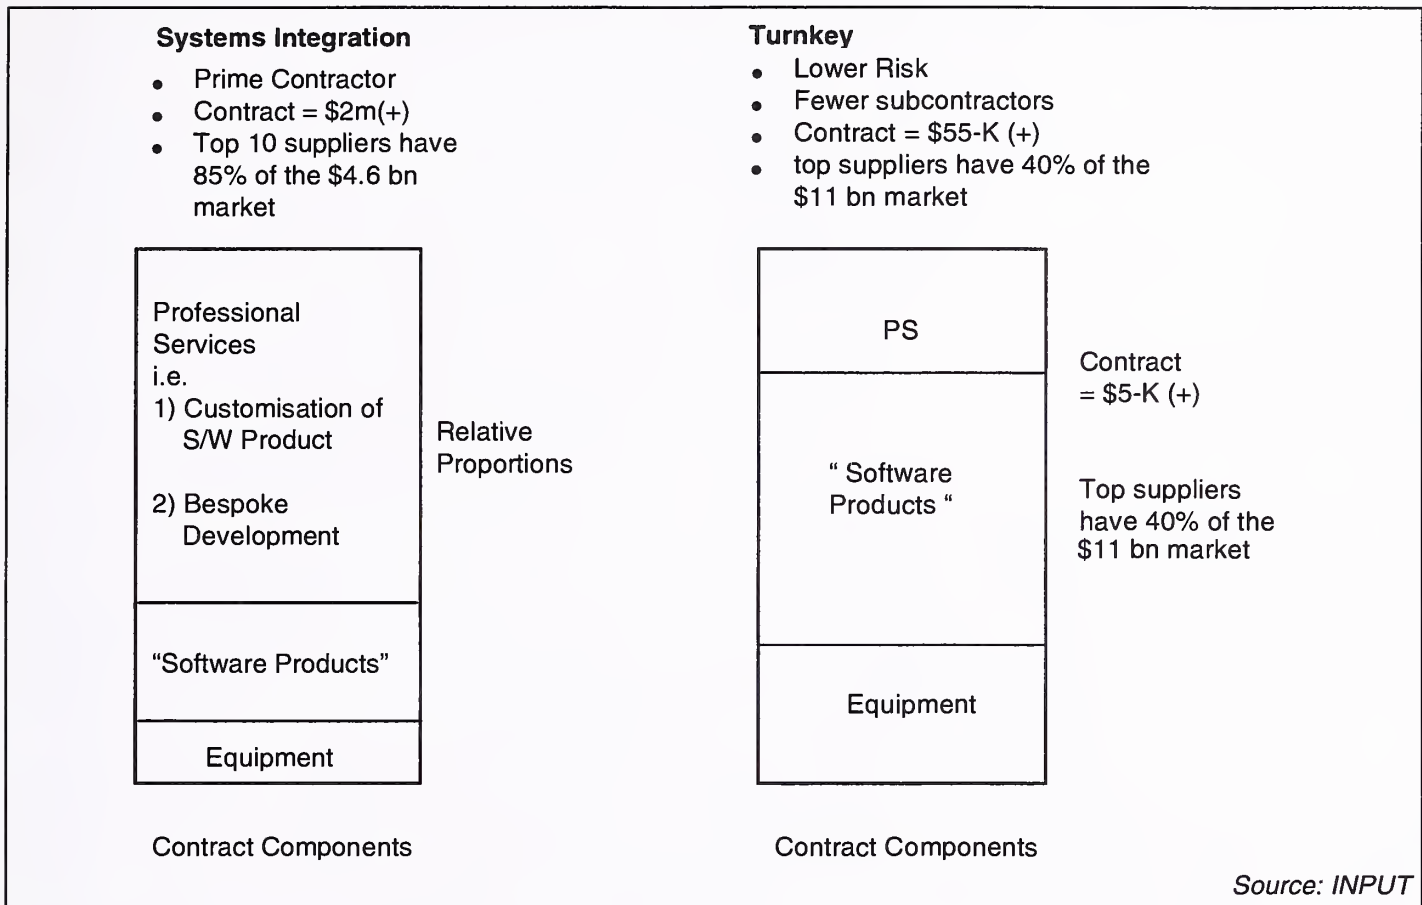 Systems Integration
• Prime Contractor
• Contract = $2m(+)
• Top 10 suppliers have
85% of the $4.6 bn
market
Turnkey
• Lower Risk
• Fewer subcontractors
• Contract = $55-K (+)
• top suppliers have 40% of the
$11 bn market
Professional
Services
i.e.
1) Customisation of
S/W Product
2) Bespoke
Development
"Software Products"
Equipment
Relative
Proportions
Contract Components
PS
“ Software
Products “
Equipment
Contract
= $5-K (+)
Top suppliers
have 40% of the
$11 bn market
Contract Components
Source: INPUT